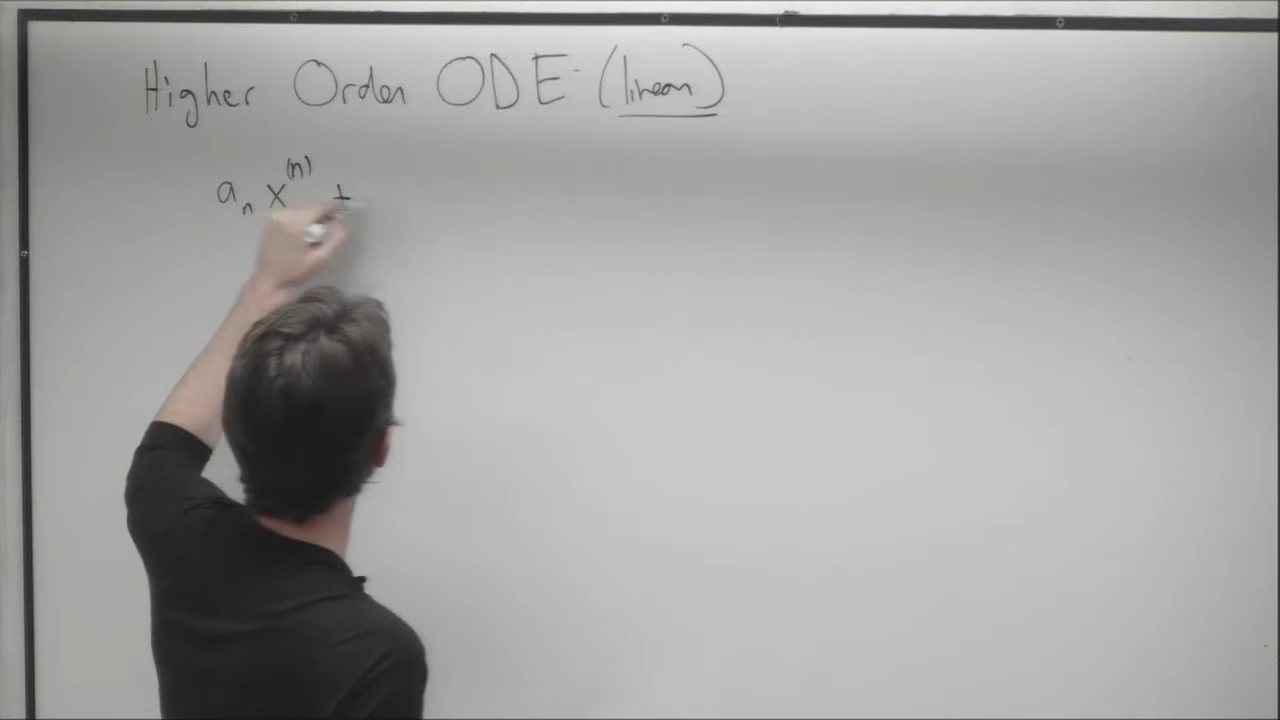 Higher Order ODE (linear)
aₙ x⁽ⁿ⁾ +